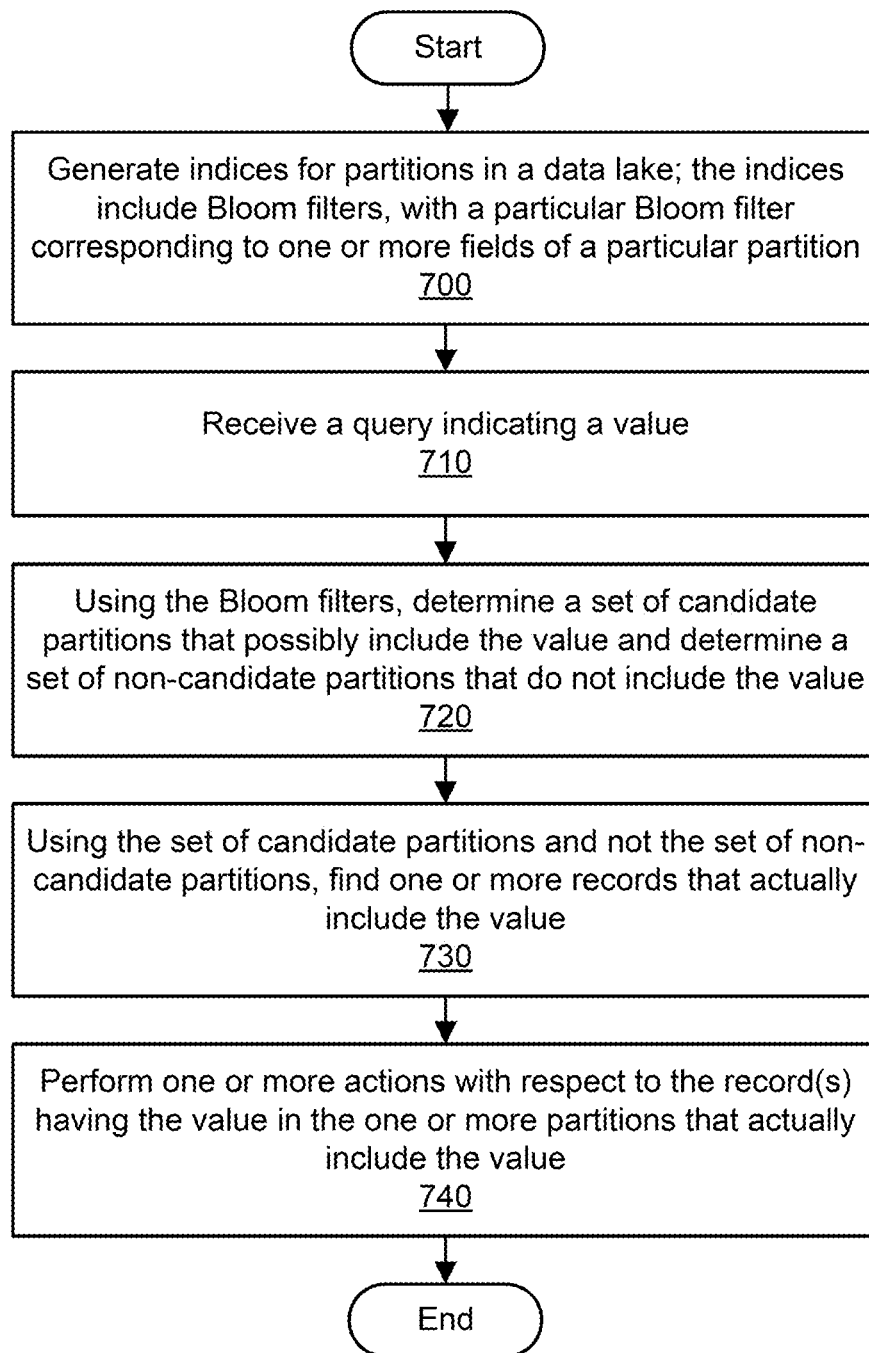 Start
Generate indices for partitions in a data lake; the indices
include Bloom filters, with a particular Bloom filter
corresponding to one or more fields of a particular partition
700
Receive a query indicating a value
710
Using the Bloom filters, determine a set of candidate
partitions that possibly include the value and determine a
set of non-candidate partitions that do not include the value
720
Using the set of candidate partitions and not the set of non-
candidate partitions, find one or more records that actually
include the value
730
Perform one or more actions with respect to the record(s)
having the value in the one or more partitions that actually
include the value
740
End